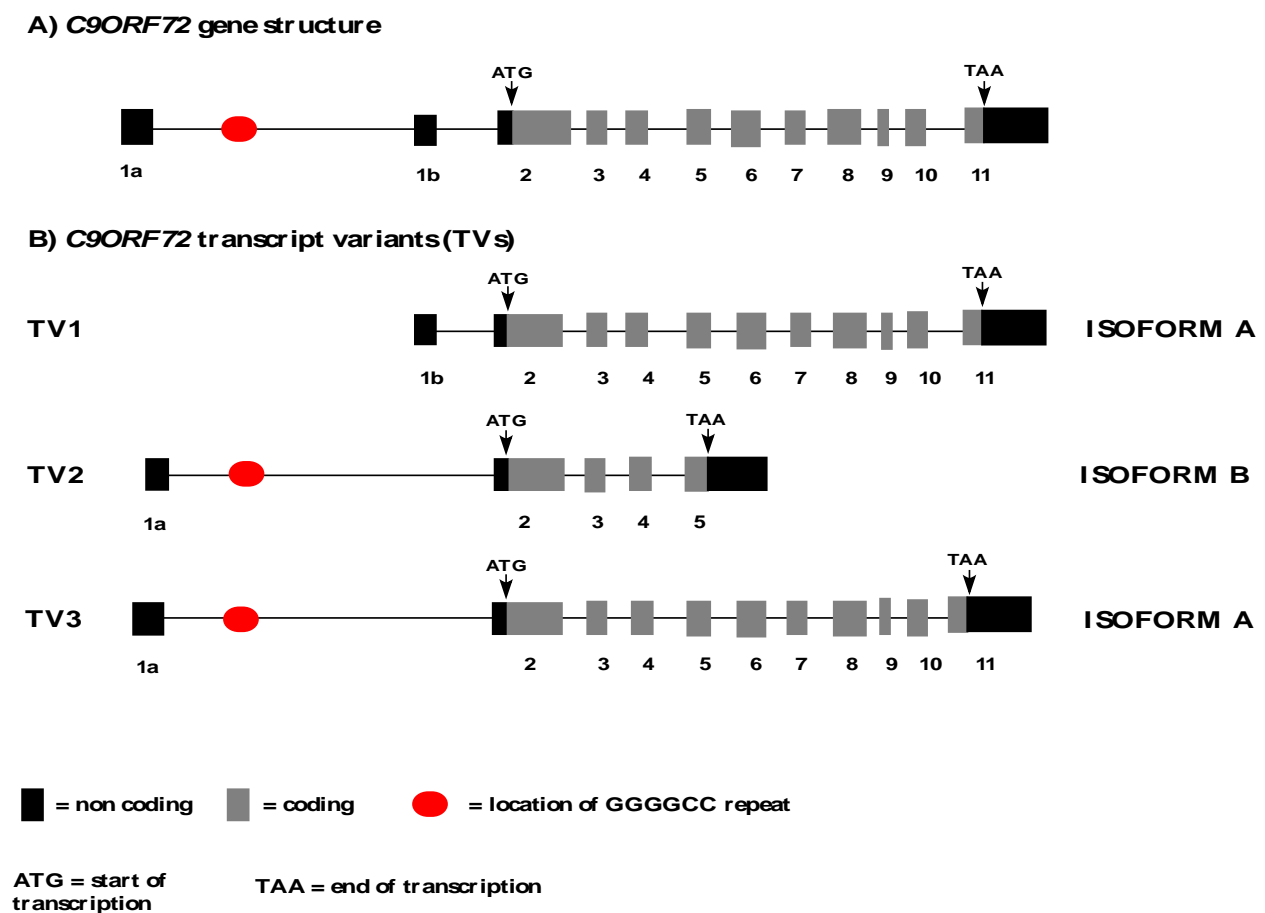 A) C9ORF72 gene structure
ATG TAA
1a 1b 2 3 4 5 6 7 8 9 10 11
B) C9ORF72 transcript variants (TVs)
ATG TAA
TV1 ISOFORM A
1b 2 3 4 5 6 7 8 9 10 11
ATG TAA
TV2 ISOFORM B
1a 2 3 4 5
ATG TAA
TV3 ISOFORM A
1a 2 3 4 5 6 7 8 9 10 11
= non coding = coding = location of GGGGCC repeat
ATG = start of
transcription
TAA = end of transcription